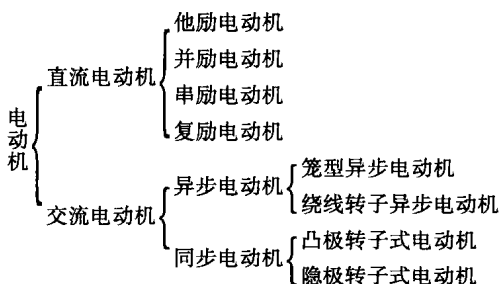 电动机
直流电动机
他励电动机
并励电动机
串励电动机
复励电动机
交流电动机
异步电动机
笼型异步电动机
绕线转子异步电动机
同步电动机
凸极转子式电动机
隐极转子式电动机